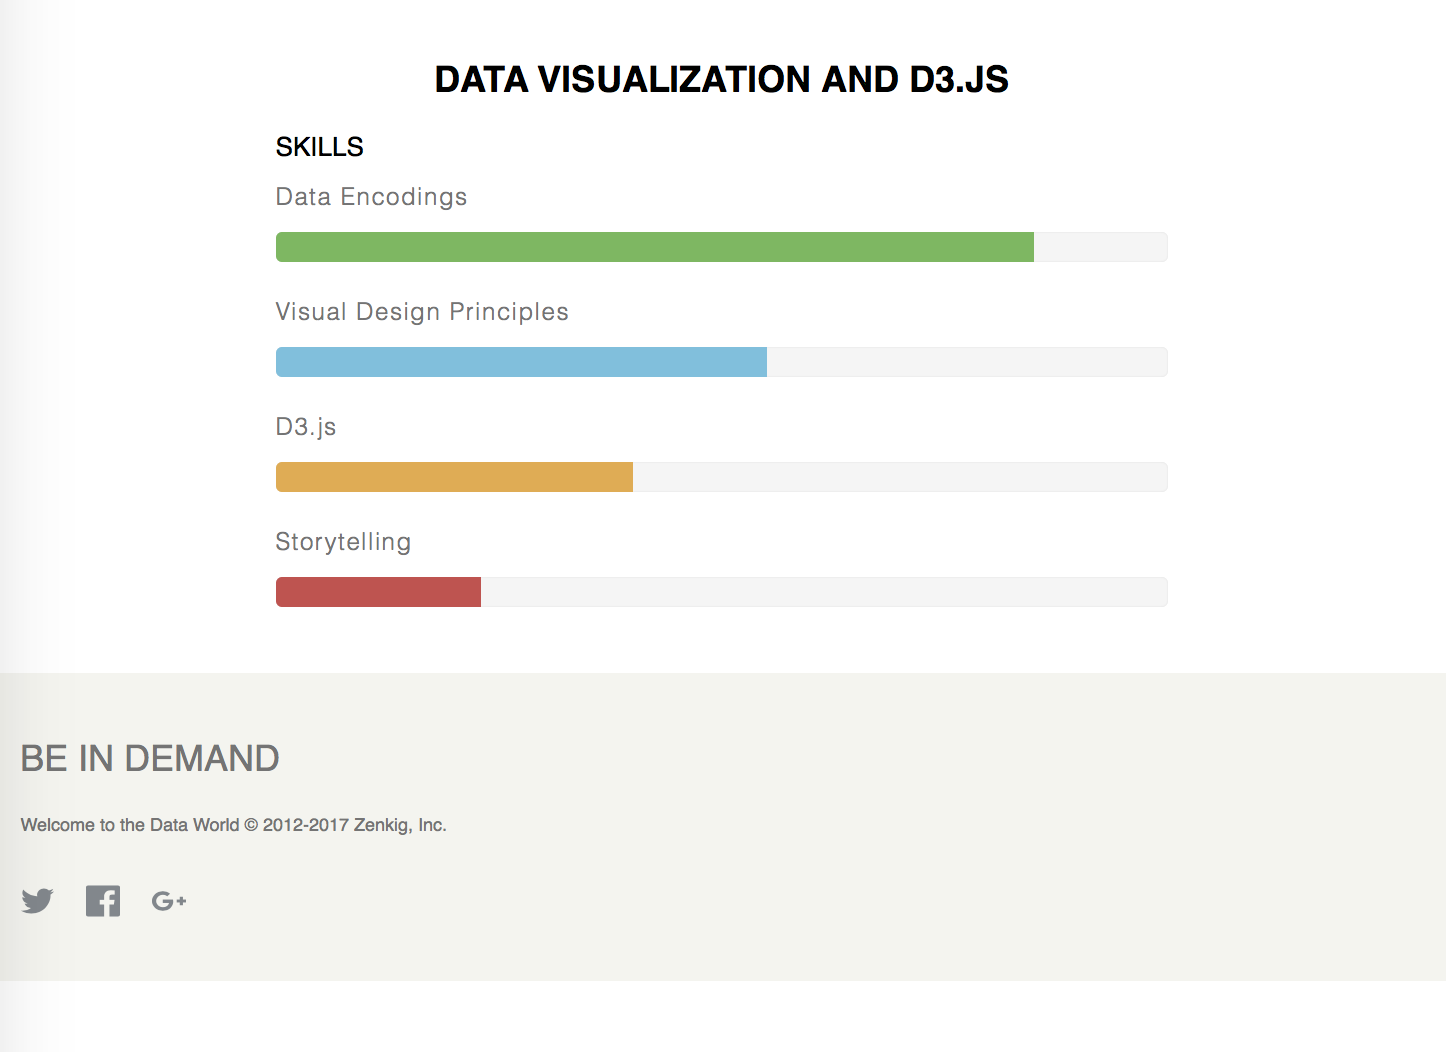 DATA VISUALIZATION AND D3.JS
SKILLS
Data Encodings
Visual Design Principles
D3.js
Storytelling
BE IN DEMAND
Welcome to the Data World © 2012-2017 Zenkig, Inc.
G+